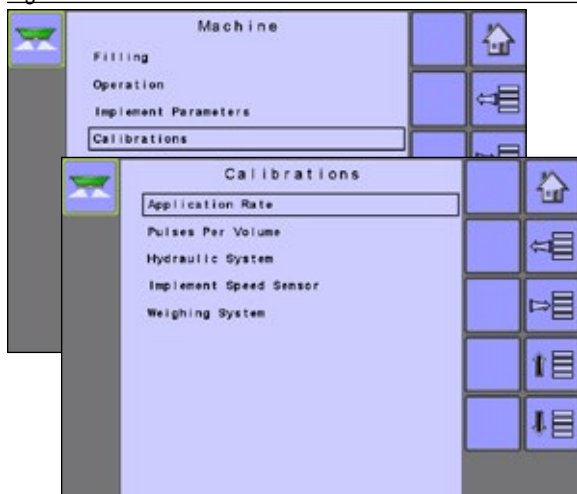 Machine
Filling
Operation
Implement Parameters
Calibrations
Calibrations
Application Rate
Pulses Per Volume
Hydraulic System
Implement Speed Sensor
Weighing System